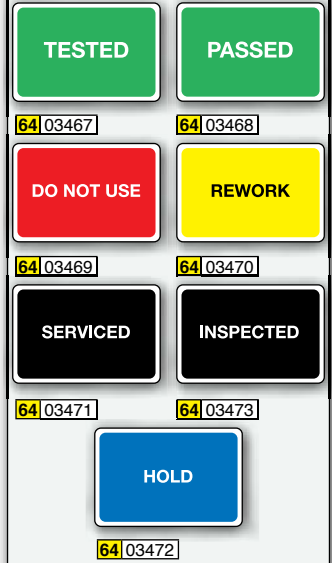 TESTED PASSED
64 03467 64 03468
DO NOT USE REWORK
64 03469 64 03470
SERVICED INSPECTED
64 03471 64 03473
HOLD
64 03472